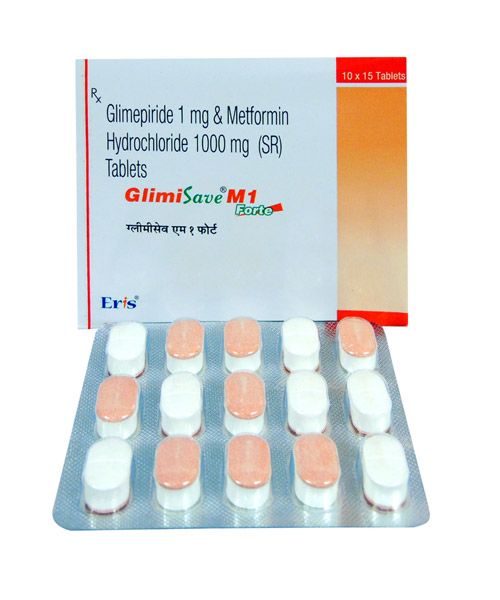 10 x 15 Tablets
Rx
Glimepiride 1 mg & Metformin
Hydrochloride 1000 mg (SR)
Tablets
GlimiSave® M1
Forte
ग्लीमीसेव एम १ फोर्ट
Eris®